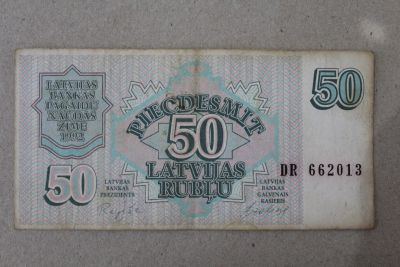 LATVIJAS
BANKAS
PAGAIDU
NAUDAS
ZĪME
1992
PIECDESMIT
50
LATVIJAS
RUBĻU
50
50
DR 662013
LATVIJAS
BANKAS
PREZIDENTS
LATVIJAS
BANKAS
GALVENAIS
KASIERIS